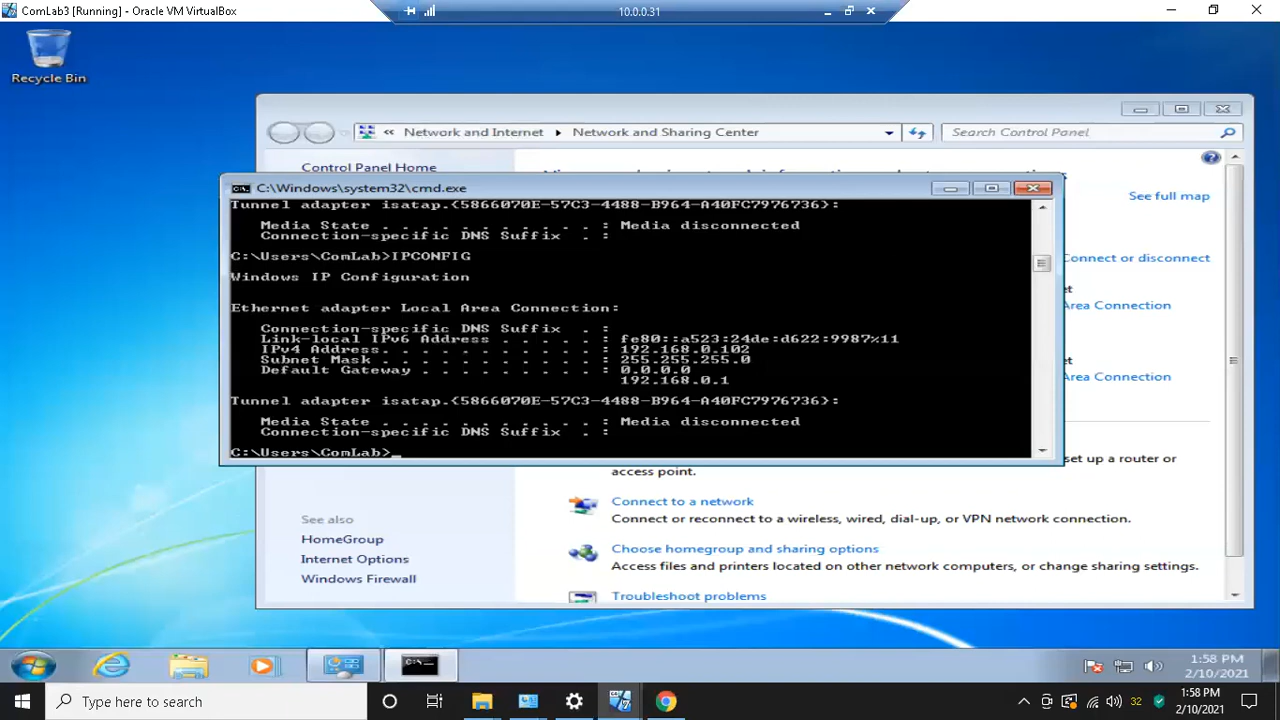 ComLab3 [Running] - Oracle VM VirtualBox
10.0.0.31
Recycle Bin
« Network and Internet ▸ Network and Sharing Center
Search Control Panel
Control Panel Home
See full map
C:\Windows\system32\cmd.exe
Tunnel adapter isatap.{5866070E-57C3-4488-B964-A40FC7976736}:
Media State . . . . . . . . . . . : Media disconnected
Connection-specific DNS Suffix . :
C:\Users\ComLab>IPCONFIG
Windows IP Configuration
Ethernet adapter Local Area Connection:
Connection-specific DNS Suffix . :
Link-local IPv6 Address . . . . . : fe80::a523:24de:d622:9987%11
IPv4 Address. . . . . . . . . . . : 192.168.0.102
Subnet Mask . . . . . . . . . . . : 255.255.255.0
Default Gateway . . . . . . . . . : 0.0.0.0
192.168.0.1
Tunnel adapter isatap.{5866070E-57C3-4488-B964-A40FC7976736}:
Media State . . . . . . . . . . . : Media disconnected
Connection-specific DNS Suffix . :
C:\Users\ComLab>_
Connect or disconnect
et
Area Connection
et
Area Connection
set up a router or
access point.
Connect to a network
Connect or reconnect to a wireless, wired, dial-up, or VPN network connection.
Choose homegroup and sharing options
Access files and printers located on other network computers, or change sharing settings.
Troubleshoot problems
See also
HomeGroup
Internet Options
Windows Firewall
1:58 PM
2/10/2021
Type here to search
32
1:58 PM
2/10/2021